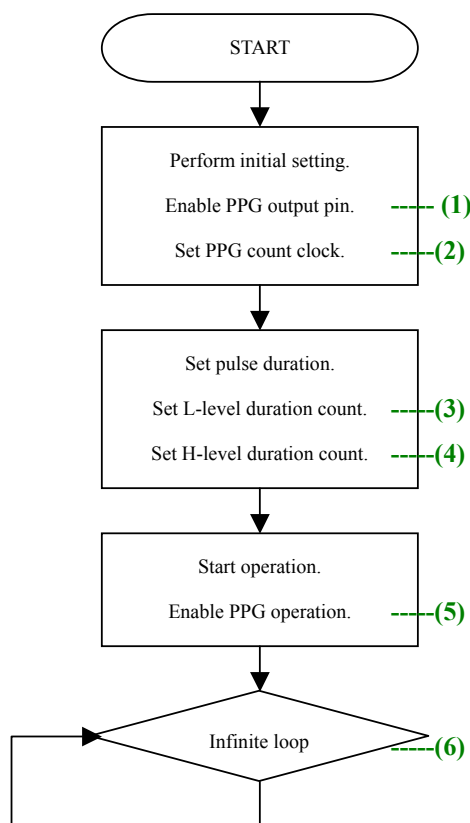 START
Perform initial setting.
Enable PPG output pin. ------ (1)
Set PPG count clock. ------(2)
Set pulse duration.
Set L-level duration count. ------(3)
Set H-level duration count. ------(4)
Start operation.
Enable PPG operation. ------(5)
Infinite loop ------(6)